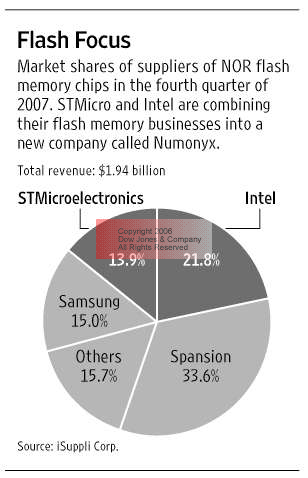 Flash Focus
Market shares of suppliers of NOR flash
memory chips in the fourth quarter of
2007. STMicro and Intel are combining
their flash memory businesses into a
new company called Numonyx.
Total revenue: $1.94 billion
STMicroelectronics
Intel
Copyright 2006
Dow Jones & Company
All Rights Reserved
13.9%
21.8%
Samsung
15.0%
Others
15.7%
Spansion
33.6%
Source: iSuppli Corp.